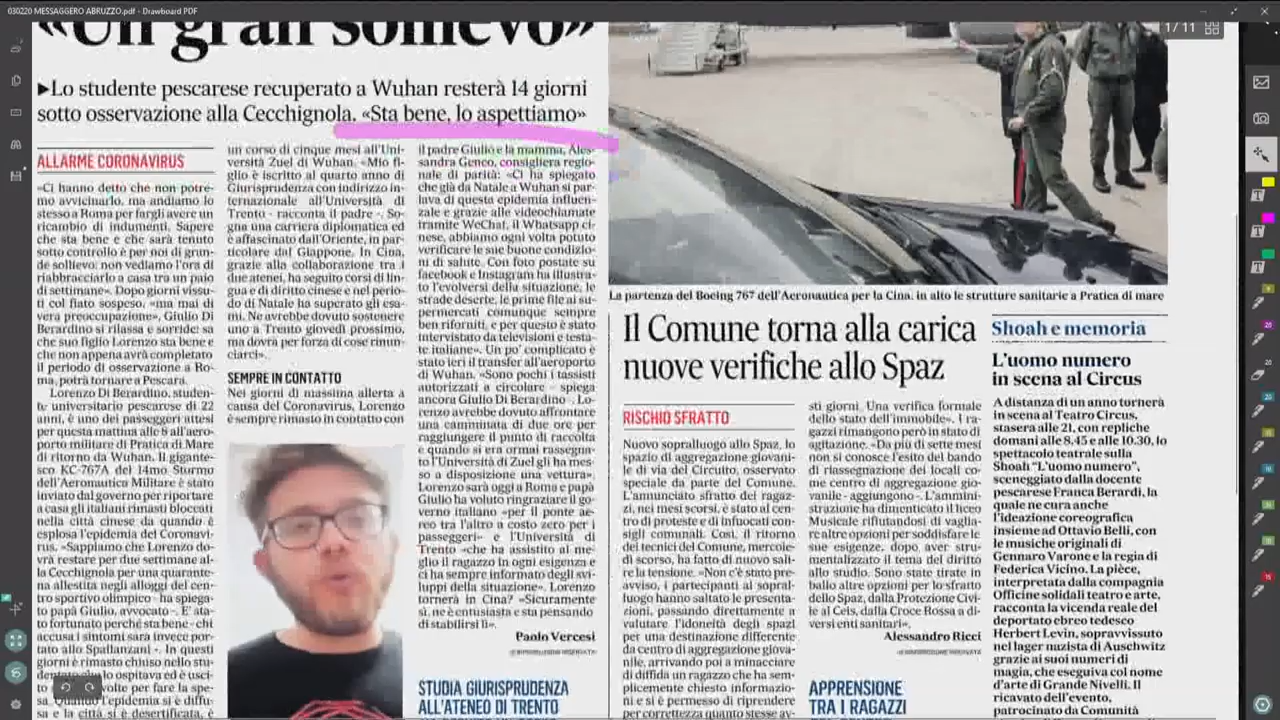 030220 MESSAGGERO ABRUZZO.pdf - Drawboard PDF
1 / 11
«Un gran sollievo»
▶Lo studente pescarese recuperato a Wuhan resterà 14 giorni
sotto osservazione alla Cecchignola. «Sta bene, lo aspettiamo»
ALLARME CORONAVIRUS
«Ci hanno detto che non potre-
mo avvicinarlo, ma andiamo lo
stesso a Roma per fargli avere un
ricambio di indumenti. Sapere
che sta bene e che sarà tenuto
sotto controllo è per noi di gran-
de sollievo: non vediamo l'ora di
riabbracciarlo a casa tra un paio
di settimane». Dopo giorni vissu-
ti col fiato sospeso, «ma mai di
vera preoccupazione», Giulio Di
Berardino si rilassa e sorride: sa
che suo figlio Lorenzo sta bene e
che non appena avrà completato
il periodo di osservazione a Ro-
ma, potrà tornare a Pescara.
Lorenzo Di Berardino, studen-
te universitario pescarese di 22
anni, è uno dei passeggeri attesi
per questa mattina alle 8 all'aero-
porto militare di Pratica di Mare
di ritorno da Wuhan. Il gigante-
sco KC-767A del 14mo Stormo
dell'Aeronautica Militare è stato
inviato dal governo per riportare
a casa gli italiani rimasti bloccati
nella città cinese da quando è
esplosa l'epidemia del Coronavi-
rus. «Sappiamo che Lorenzo do-
vrà restare per due settimane al-
la Cecchignola per una quaran-
tena allestita negli alloggi del cen-
tro sportivo olimpico - ha spiega-
to papà Giulio, avvocato -. E' sta-
to fortunato perché sta bene - chi
accusa i sintomi sarà invece por-
tato allo Spallanzani -. In questi
giorni è rimasto chiuso nello stu-
ospitava ed è usci-
volte per fare la spe-
sa. Quando l'epidemia si è diffu-
sa e la città si è desertificata, è
un corso di cinque mesi all'Uni-
versità Zuel di Wuhan. «Mio fi-
glio è iscritto al quarto anno di
Giurisprudenza con indirizzo in-
ternazionale all'Università di
Trento - racconta il padre -. So-
gna una carriera diplomatica ed
è affascinato dall'Oriente, in par-
ticolare dal Giappone. In Cina,
grazie alla collaborazione tra i
due atenei, ha seguito corsi di lin-
gua e di diritto cinese e nel perio-
do di Natale ha superato gli esa-
mi. Ne avrebbe dovuto sostenere
uno a Trento giovedì prossimo,
ma dovrà per forza di cose rinun-
ciarci».
SEMPRE IN CONTATTO
Nei giorni di massima allerta a
causa del Coronavirus, Lorenzo
è sempre rimasto in contatto con
il padre Giulio e la mamma, Ales-
sandra Genco, consigliera regio-
nale di parità: «Ci ha spiegato
che già da Natale a Wuhan si par-
lava di questa epidemia influen-
zale e grazie alle videochiamate
tramite WeChat, il Whatsapp ci-
nese, abbiamo ogni volta potuto
verificare le sue buone condizio-
ni di salute. Con foto postate su
facebook e Instagram ha illustra-
to l'evolversi della situazione, le
strade deserte, le prime file ai su-
permercati comunque sempre
ben riforniti, e per questo è stato
intervistato da televisioni e testa-
te italiane». Un po' complicato è
stato ieri il transfer all'aeroporto
di Wuhan. «Sono pochi i tassisti
autorizzati a circolare - spiega
ancora Giulio Di Berardino -. Lo-
renzo avrebbe dovuto affrontare
una camminata di due ore per
raggiungere il punto di raccolta
e quando si era ormai rassegna-
to l'Università di Zuel gli ha mes-
so a disposizione una vettura».
Lorenzo sarà oggi a Roma e papà
Giulio ha voluto ringraziare il go-
verno italiano «per il ponte ae-
reo tra l'altro a costo zero per i
passeggeri» e l'Università di
Trento «che ha assistito al me-
glio il ragazzo in ogni esigenza e
ci ha sempre informato degli svi-
luppi della situazione». Lorenzo
tornerà in Cina? «Sicuramente
sì, ne è entusiasta e sta pensando
di stabilirsi lì».
Paolo Vercesi
©RIPRODUZIONE RISERVATA
STUDIA GIURISPRUDENZA
ALL'ATENEO DI TRENTO
La partenza del Boeing 767 dell'Aeronautica per la Cina, in alto le strutture sanitarie a Pratica di mare
Il Comune torna alla carica
nuove verifiche allo Spaz
RISCHIO SFRATTO
Nuovo sopralluogo allo Spaz, lo
spazio di aggregazione giovani-
le di via del Circuito, osservato
speciale da parte del Comune.
L'annunciato sfratto dei ragaz-
zi, nei mesi scorsi, è stato al cen-
tro di proteste e di infuocati con-
sigli comunali. Così, il ritorno
dei tecnici del Comune, mercole-
dì scorso, ha fatto di nuovo sali-
re la tensione. «Non c'è stato pre-
avviso, i partecipanti al sopral-
luogo hanno saltato le presenta-
zioni, passando direttamente a
valutare l'idoneità degli spazi
per una destinazione differente
da centro di aggregazione giova-
nile, arrivando poi a minacciare
di diffida un ragazzo che ha sem-
plicemente chiesto informazio-
ni e si è permesso di riprendere
per correttezza quanto stesse av-
sti giorni. Una verifica formale
dello stato dell'immobile». I ra-
gazzi rimangono però in stato di
agitazione. «Da più di sette mesi
non si conosce l'esito del bando
di riassegnazione dei locali co-
me centro di aggregazione gio-
vanile - aggiungono -. L'ammini-
strazione ha dimenticato il liceo
Musicale rifiutandosi di vaglia-
re altre opzioni per soddisfare le
sue esigenze, dopo aver stru-
mentalizzato il tema del diritto
allo studio. Sono state tirate in
ballo altre opzioni per lo sfratto
dello Spaz, dalla Protezione Civi-
le al Ceis, dalla Croce Rossa a di-
versi enti sanitari».
Alessandro Ricci
©RIPRODUZIONE RISERVATA
APPRENSIONE
TRA I RAGAZZI
Shoah e memoria
L'uomo numero
in scena al Circus
A distanza di un anno tornerà
in scena al Teatro Circus,
stasera alle 21, con repliche
domani alle 8.45 e alle 10.30, lo
spettacolo teatrale sulla
Shoah "L'uomo numero",
sceneggiato dalla docente
pescarese Franca Berardi, la
quale ne cura anche
l'ideazione coreografica
insieme ad Ottavio Belli, con
le musiche originali di
Gennaro Varone e la regia di
Federica Vicino. La pièce,
interpretata dalla compagnia
Officine solidali teatro e arte,
racconta la vicenda reale del
deportato ebreo tedesco
Herbert Levin, sopravvissuto
nel lager nazista di Auschwitz
grazie ai suoi numeri di
magia, che eseguiva col nome
d'arte di Grande Nivelli. Il
ricavato dell'evento,
patrocinato da Comunità